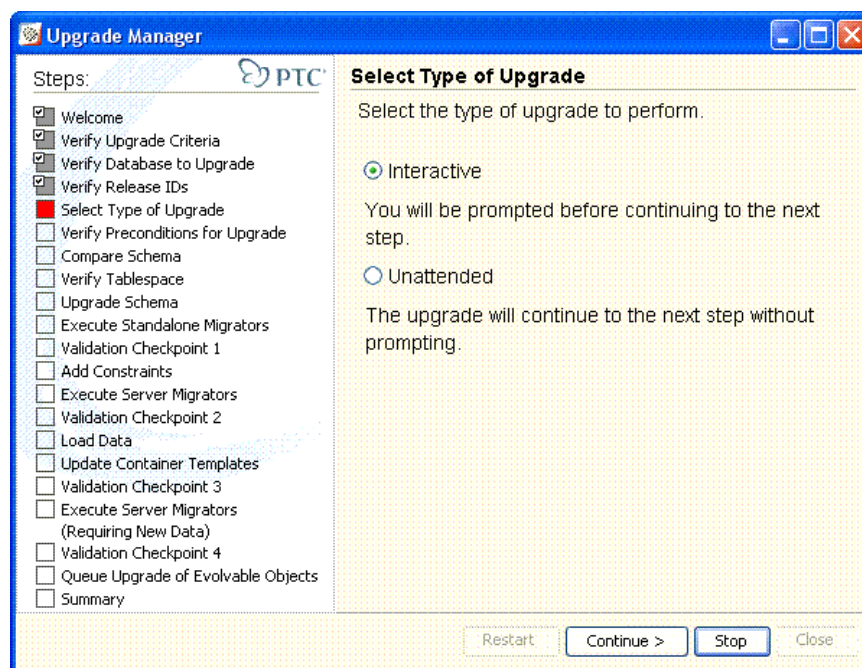 Upgrade Manager
Steps:
PTC
Welcome
Verify Upgrade Criteria
Verify Database to Upgrade
Verify Release IDs
Select Type of Upgrade
Verify Preconditions for Upgrade
Compare Schema
Verify Tablespace
Upgrade Schema
Execute Standalone Migrators
Validation Checkpoint 1
Add Constraints
Execute Server Migrators
Validation Checkpoint 2
Load Data
Update Container Templates
Validation Checkpoint 3
Execute Server Migrators
(Requiring New Data)
Validation Checkpoint 4
Queue Upgrade of Evolvable Objects
Summary
Select Type of Upgrade
Select the type of upgrade to perform.
Interactive
You will be prompted before continuing to the next
step.
Unattended
The upgrade will continue to the next step without
prompting.
Restart
Continue >
Stop
Close